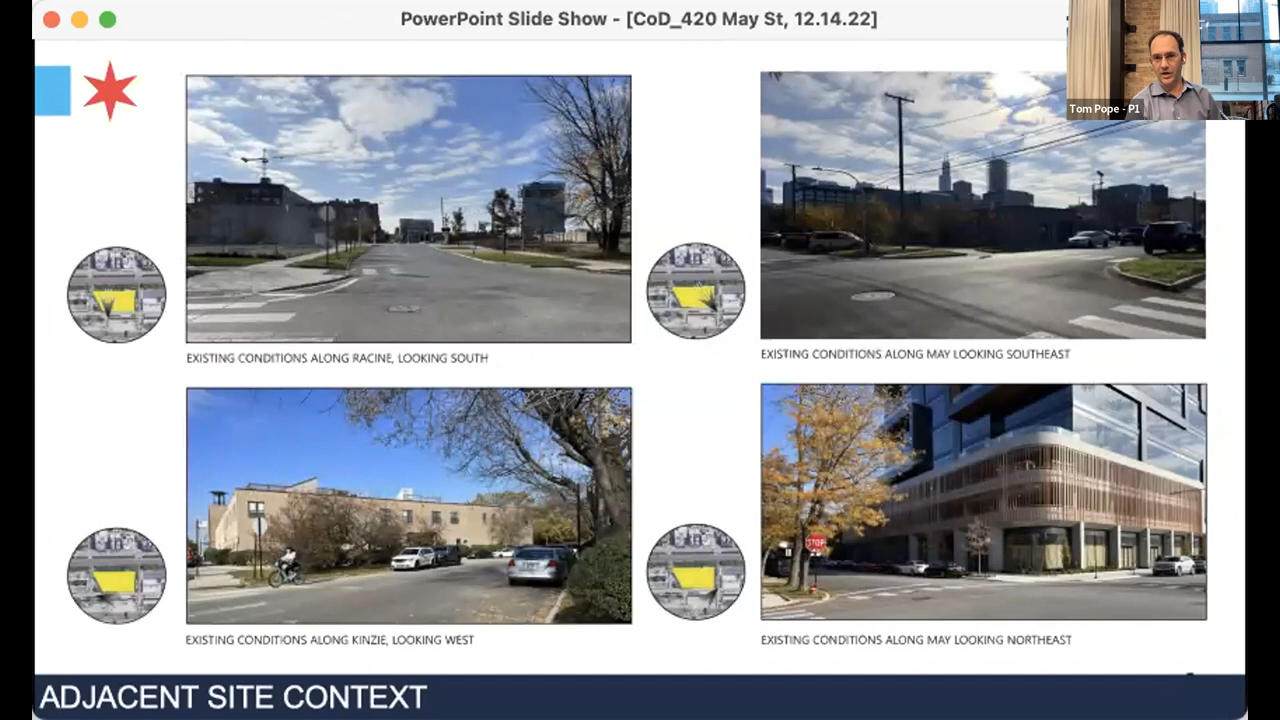 PowerPoint Slide Show - [CoD_420 May St, 12.14.22]
Tom Pope - P1
EXISTING CONDITIONS ALONG RACINE, LOOKING SOUTH
EXISTING CONDITIONS ALONG MAY LOOKING SOUTHEAST
STOP
EXISTING CONDITIONS ALONG KINZIE, LOOKING WEST
EXISTING CONDITIONS ALONG MAY LOOKING NORTHEAST
ADJACENT SITE CONTEXT